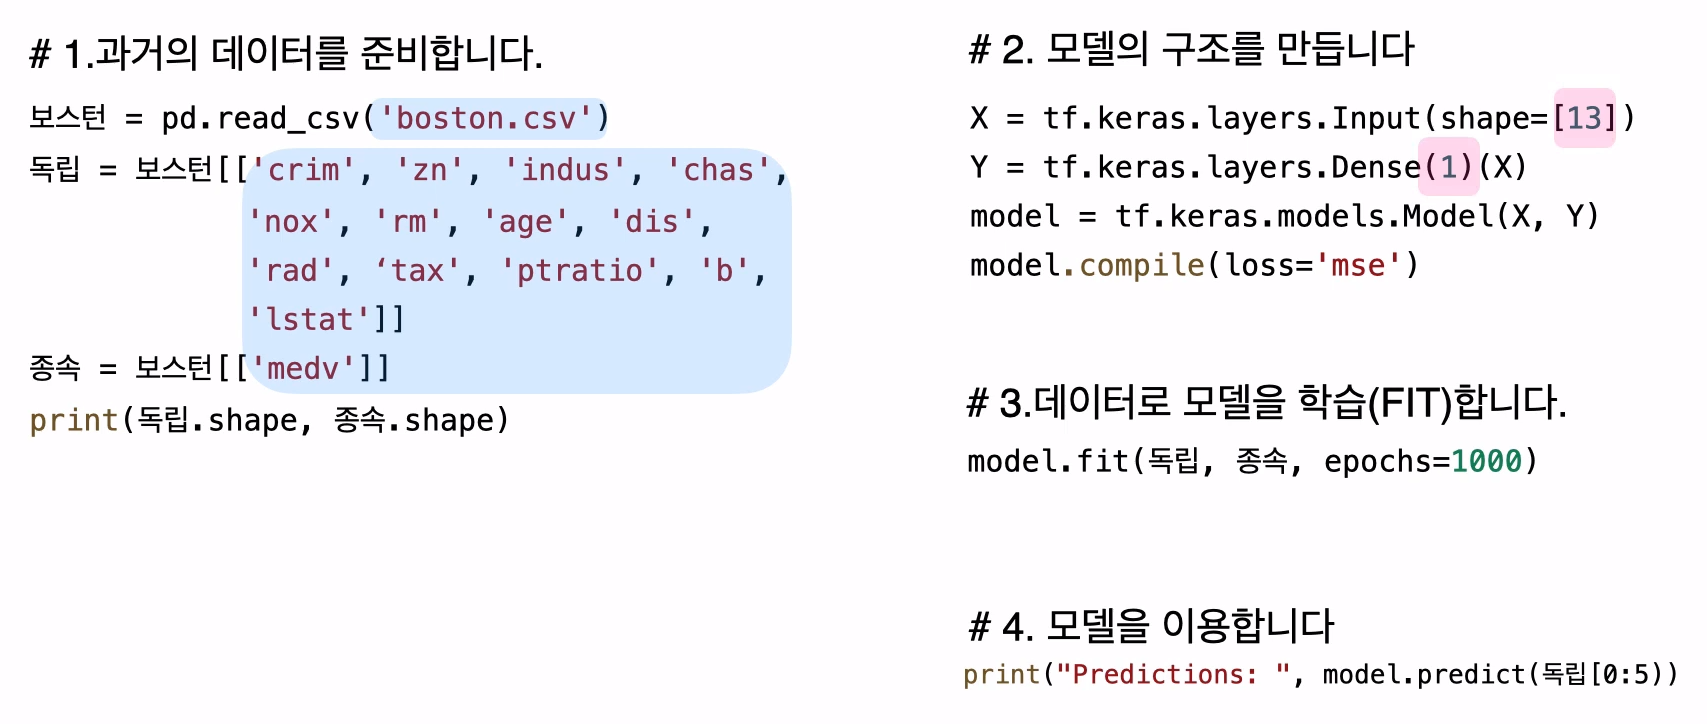 # 1.과거의 데이터를 준비합니다.
보스턴 = pd.read_csv('boston.csv')
독립 = 보스턴[['crim', 'zn', 'indus', 'chas',
'nox', 'rm', 'age', 'dis',
'rad', ‘tax', 'ptratio', 'b',
'lstat']]
종속 = 보스턴[['medv']]
print(독립.shape, 종속.shape)
# 2. 모델의 구조를 만듭니다
X = tf.keras.layers.Input(shape=[13])
Y = tf.keras.layers.Dense(1)(X)
model = tf.keras.models.Model(X, Y)
model.compile(loss='mse')
# 3.데이터로 모델을 학습(FIT)합니다.
model.fit(독립, 종속, epochs=1000)
# 4. 모델을 이용합니다
print("Predictions: ", model.predict(독립[0:5))